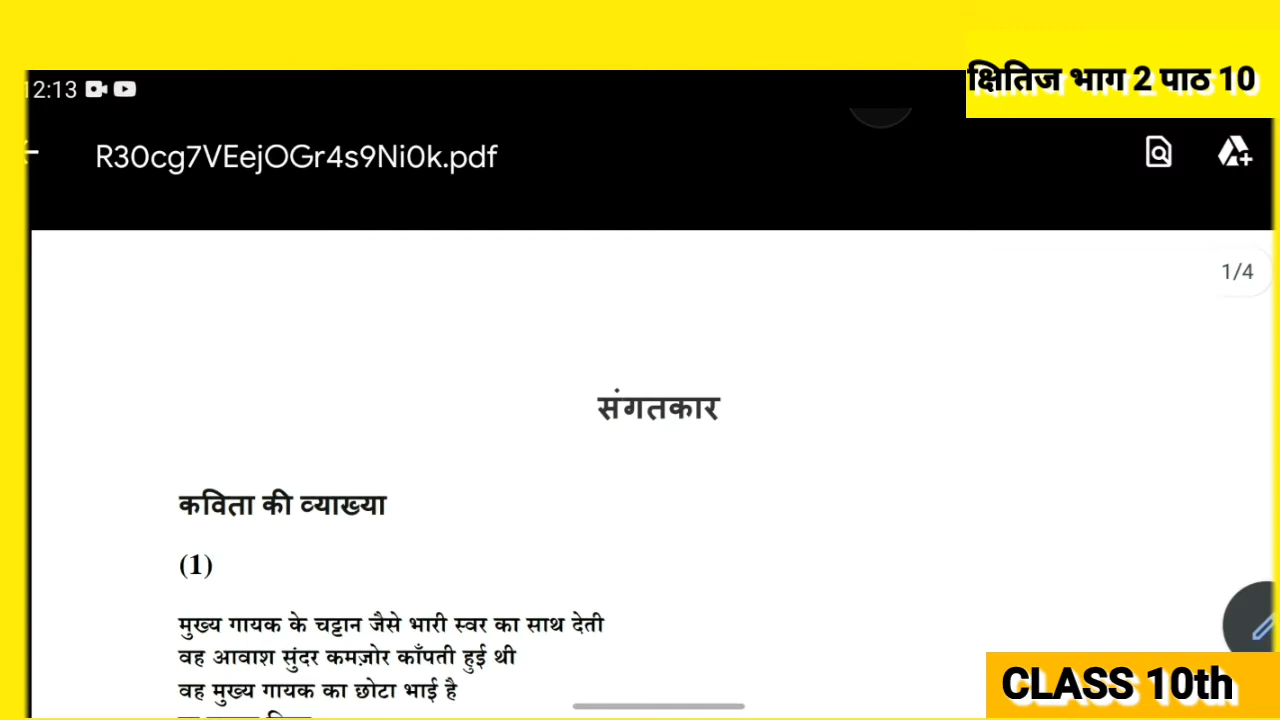 क्षितिज भाग 2 पाठ 10
2:13
R30cg7VEejOGr4s9Ni0k.pdf
1/4
संगतकार
कविता की व्याख्या
(1)
मुख्य गायक के चट्टान जैसे भारी स्वर का साथ देती
वह आवाश सुंदर कमज़ोर काँपती हुई थी
वह मुख्य गायक का छोटा भाई है
CLASS 10th